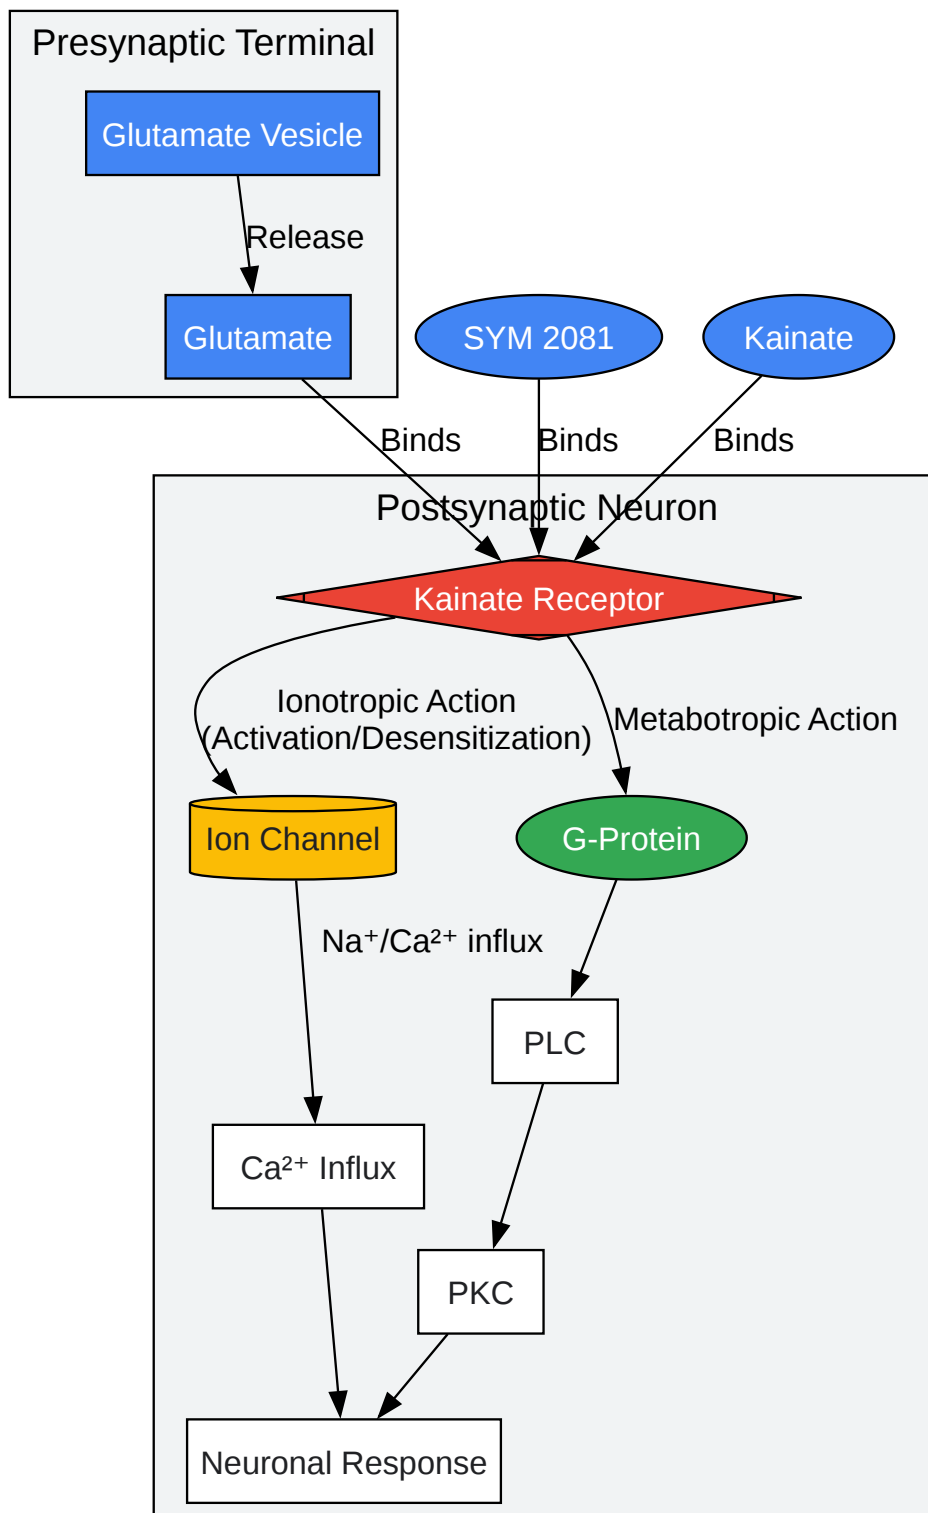 Presynaptic Terminal
Glutamate Vesicle
Release
Glutamate
SYM 2081
Kainate
Binds
Binds
Binds
Postsynaptic Neuron
Kainate Receptor
Ionotropic Action
(Activation/Desensitization)
Metabotropic Action
Ion Channel
G-Protein
Na⁺/Ca²⁺ influx
PLC
Ca²⁺ Influx
PKC
Neuronal Response